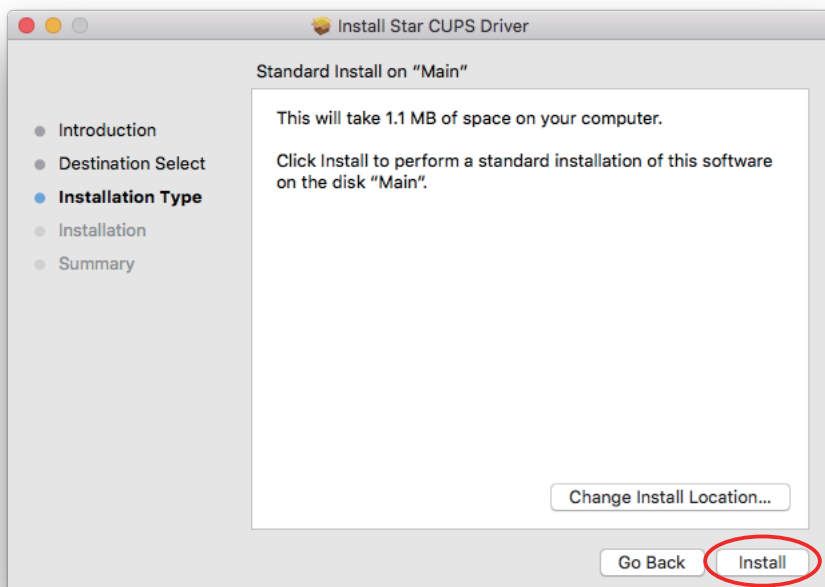 Install Star CUPS Driver
Standard Install on “Main”
Introduction
Destination Select
Installation Type
Installation
Summary
This will take 1.1 MB of space on your computer.
Click Install to perform a standard installation of this software
on the disk “Main”.
Change Install Location...
Go Back
Install